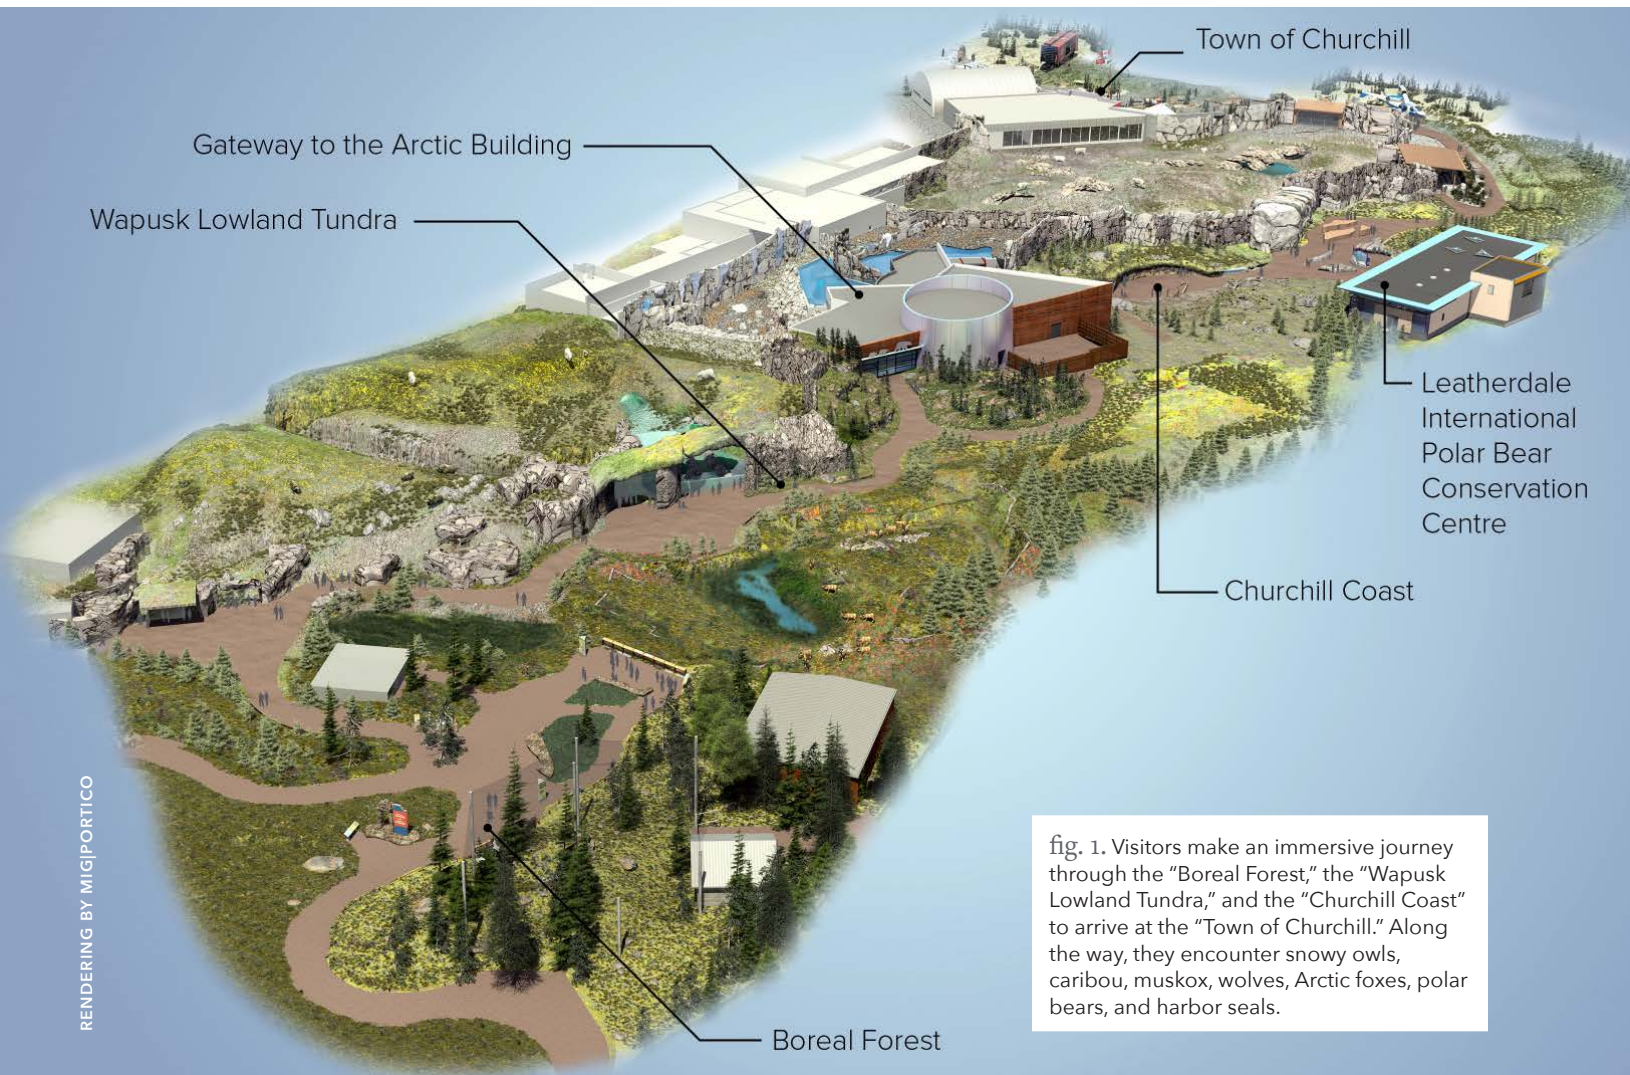 Town of Churchill
Gateway to the Arctic Building
Wapusk Lowland Tundra
Leatherdale
International
Polar Bear
Conservation
Centre
Churchill Coast
RENDERING BY MIG|PORTICO
fig. 1. Visitors make an immersive journey
through the “Boreal Forest,” the “Wapusk
Lowland Tundra,” and the “Churchill Coast”
to arrive at the “Town of Churchill.” Along
the way, they encounter snowy owls,
caribou, muskox, wolves, Arctic foxes, polar
bears, and harbor seals.
Boreal Forest